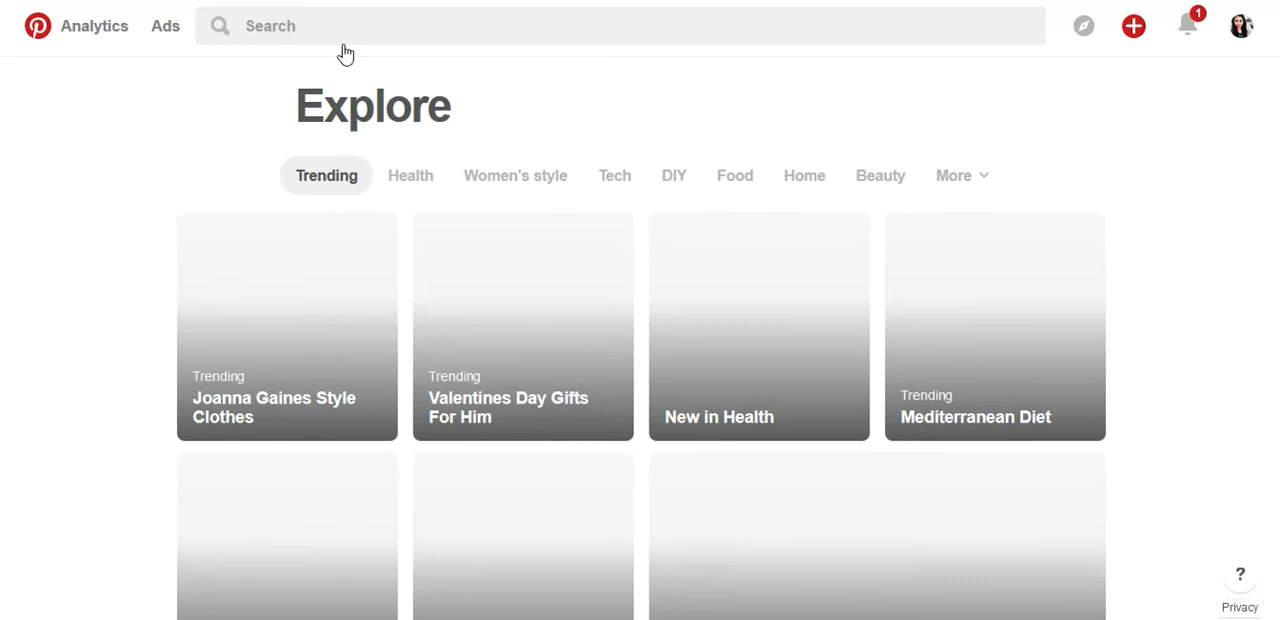 Analytics Ads Search 1
Explore
Trending Health Women's style Tech DIY Food Home Beauty More
Trending
Joanna Gaines Style
Clothes
Trending
Valentines Day Gifts
For Him
New in Health
Trending
Mediterranean Diet
?
Privacy